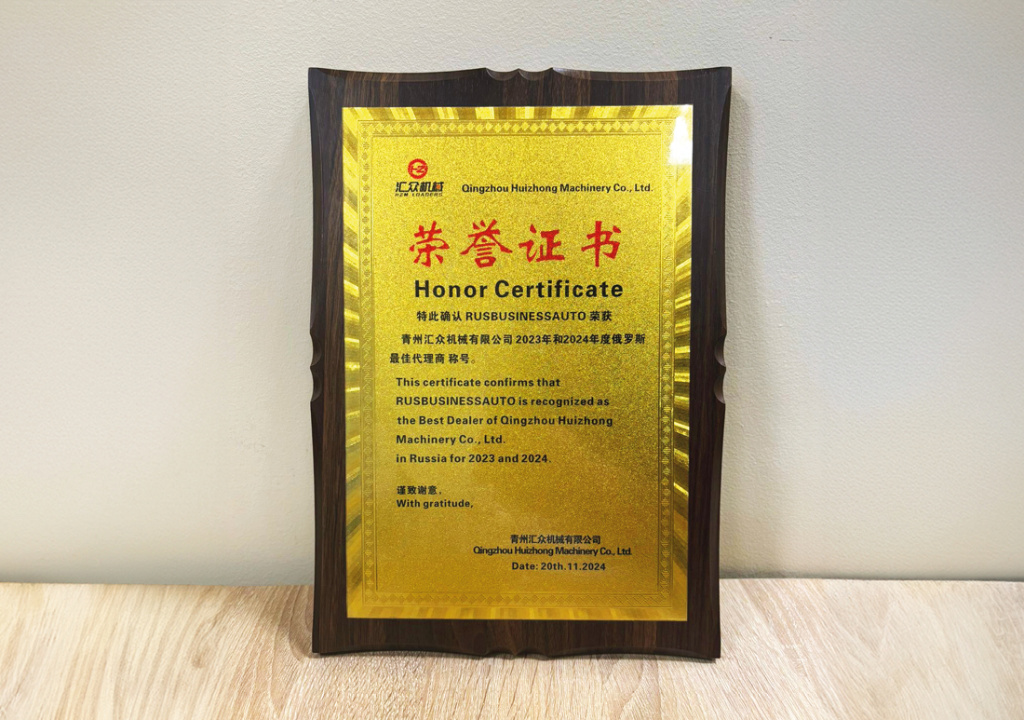 汇众机械
Qingzhou Huizhong Machinery Co., Ltd.
荣誉证书
Honor Certificate
特此确认 RUSBUSINESSAUTO 荣获
青州汇众机械有限公司 2023年和2024年度俄罗斯
最佳代理商 称号。
This certificate confirms that
RUSBUSINESSAUTO is recognized as
the Best Dealer of Qingzhou Huizhong
Machinery Co., Ltd.
in Russia for 2023 and 2024.
谨致谢意,
With gratitude,
青州汇众机械有限公司
Qingzhou Huizhong Machinery Co., Ltd.
Date: 20th.11.2024